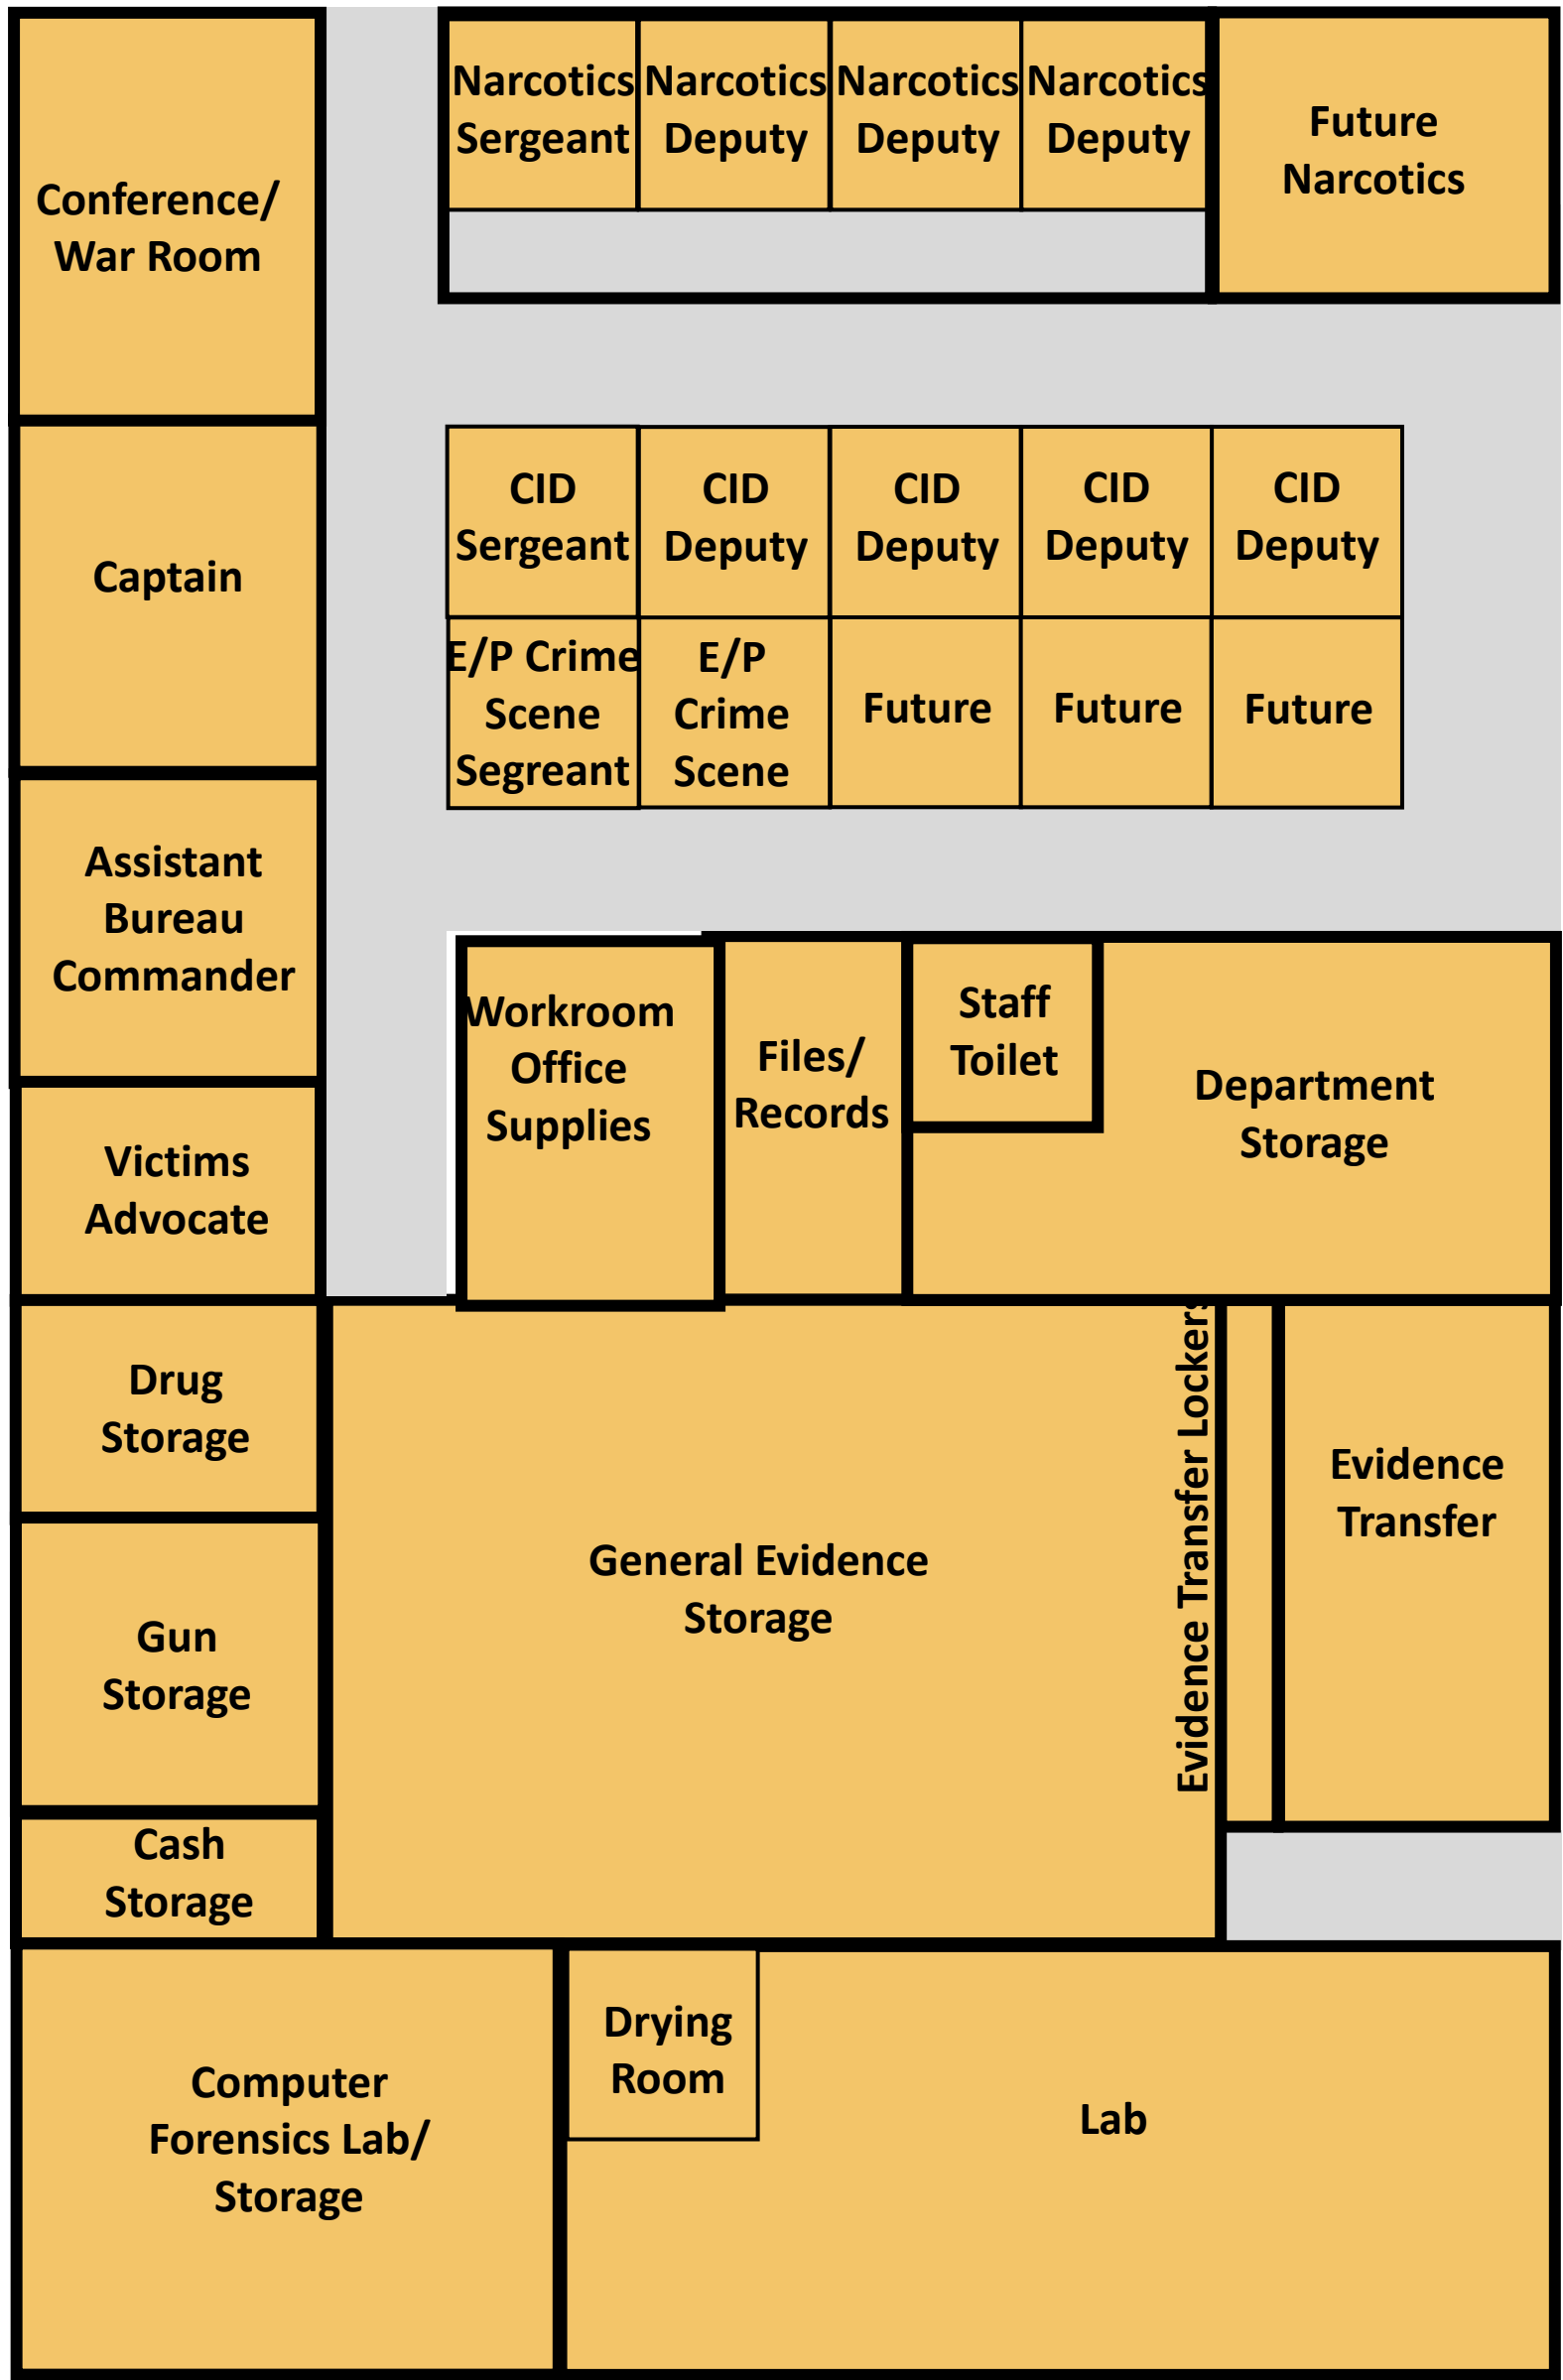 Conference/
War Room
Narcotics
Sergeant
Narcotics
Deputy
Narcotics
Deputy
Narcotics
Deputy
Future
Narcotics
Captain
CID
Sergeant
CID
Deputy
CID
Deputy
CID
Deputy
CID
Deputy
E/P Crime
Scene
Segreant
E/P
Crime
Scene
Future
Future
Future
Assistant
Bureau
Commander
Workroom
Office
Supplies
Files/
Records
Staff
Toilet
Department
Storage
Victims
Advocate
Drug
Storage
General Evidence
Storage
Evidence Transfer Lockers
Evidence
Transfer
Gun
Storage
Cash
Storage
Computer
Forensics Lab/
Storage
Drying
Room
Lab